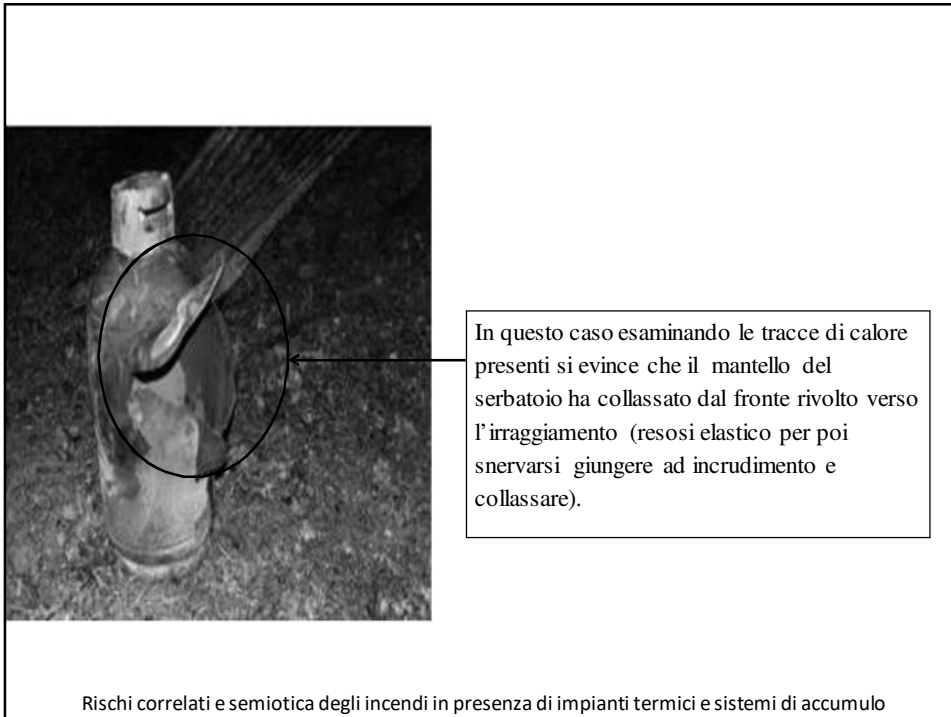 In questo caso esaminando le tracce di calore
presenti si evince che il mantello del
serbatoio ha collassato dal fronte rivolto verso
l'irraggiamento (resosi elastico per poi
snervarsi giungere ad incrudimento e
collassare).
Rischi correlati e semiotica degli incendi in presenza di impianti termici e sistemi di accumulo